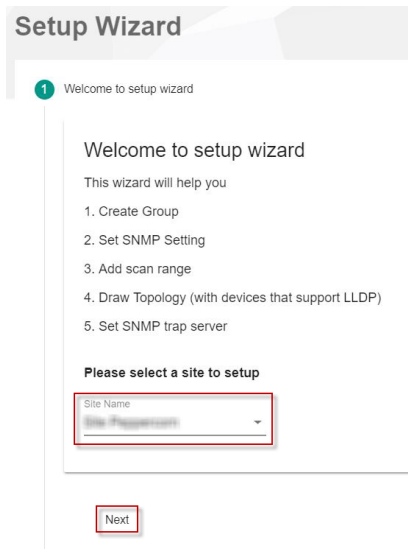 Setup Wizard
1 Welcome to setup wizard
Welcome to setup wizard
This wizard will help you
1. Create Group
2. Set SNMP Setting
3. Add scan range
4. Draw Topology (with devices that support LLDP)
5. Set SNMP trap server
Please select a site to setup
Site Name
Next